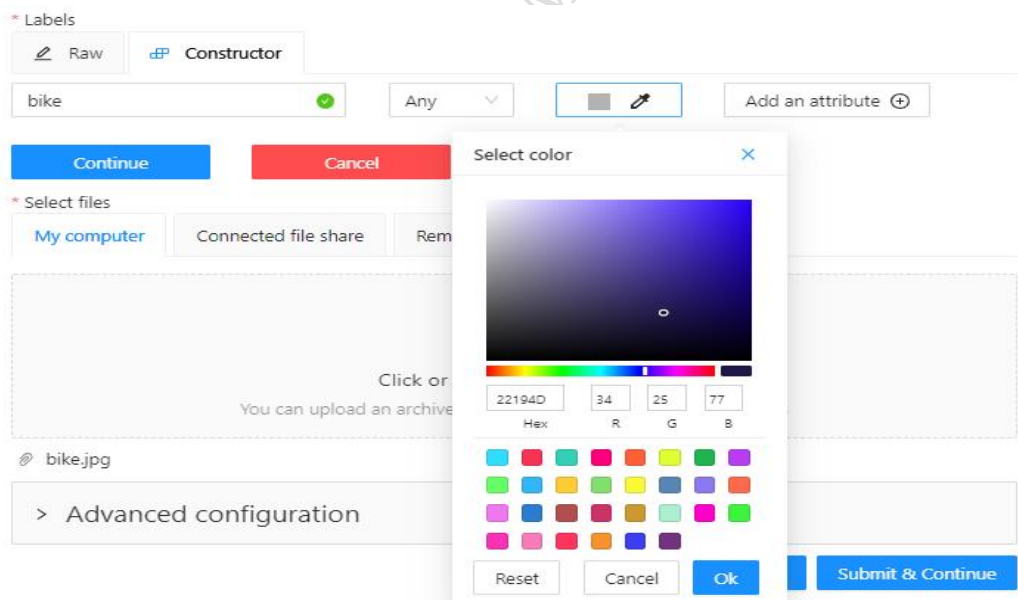 * Labels
Raw
Constructor
bike
Any
Add an attribute
Continue
Cancel
Select color
* Select files
My computer
Connected file share
Rem
Click or
You can upload an archive
22194D
34
25
77
Hex
R
G
B
bike.jpg
> Advanced configuration
Reset
Cancel
Ok
Submit & Continue